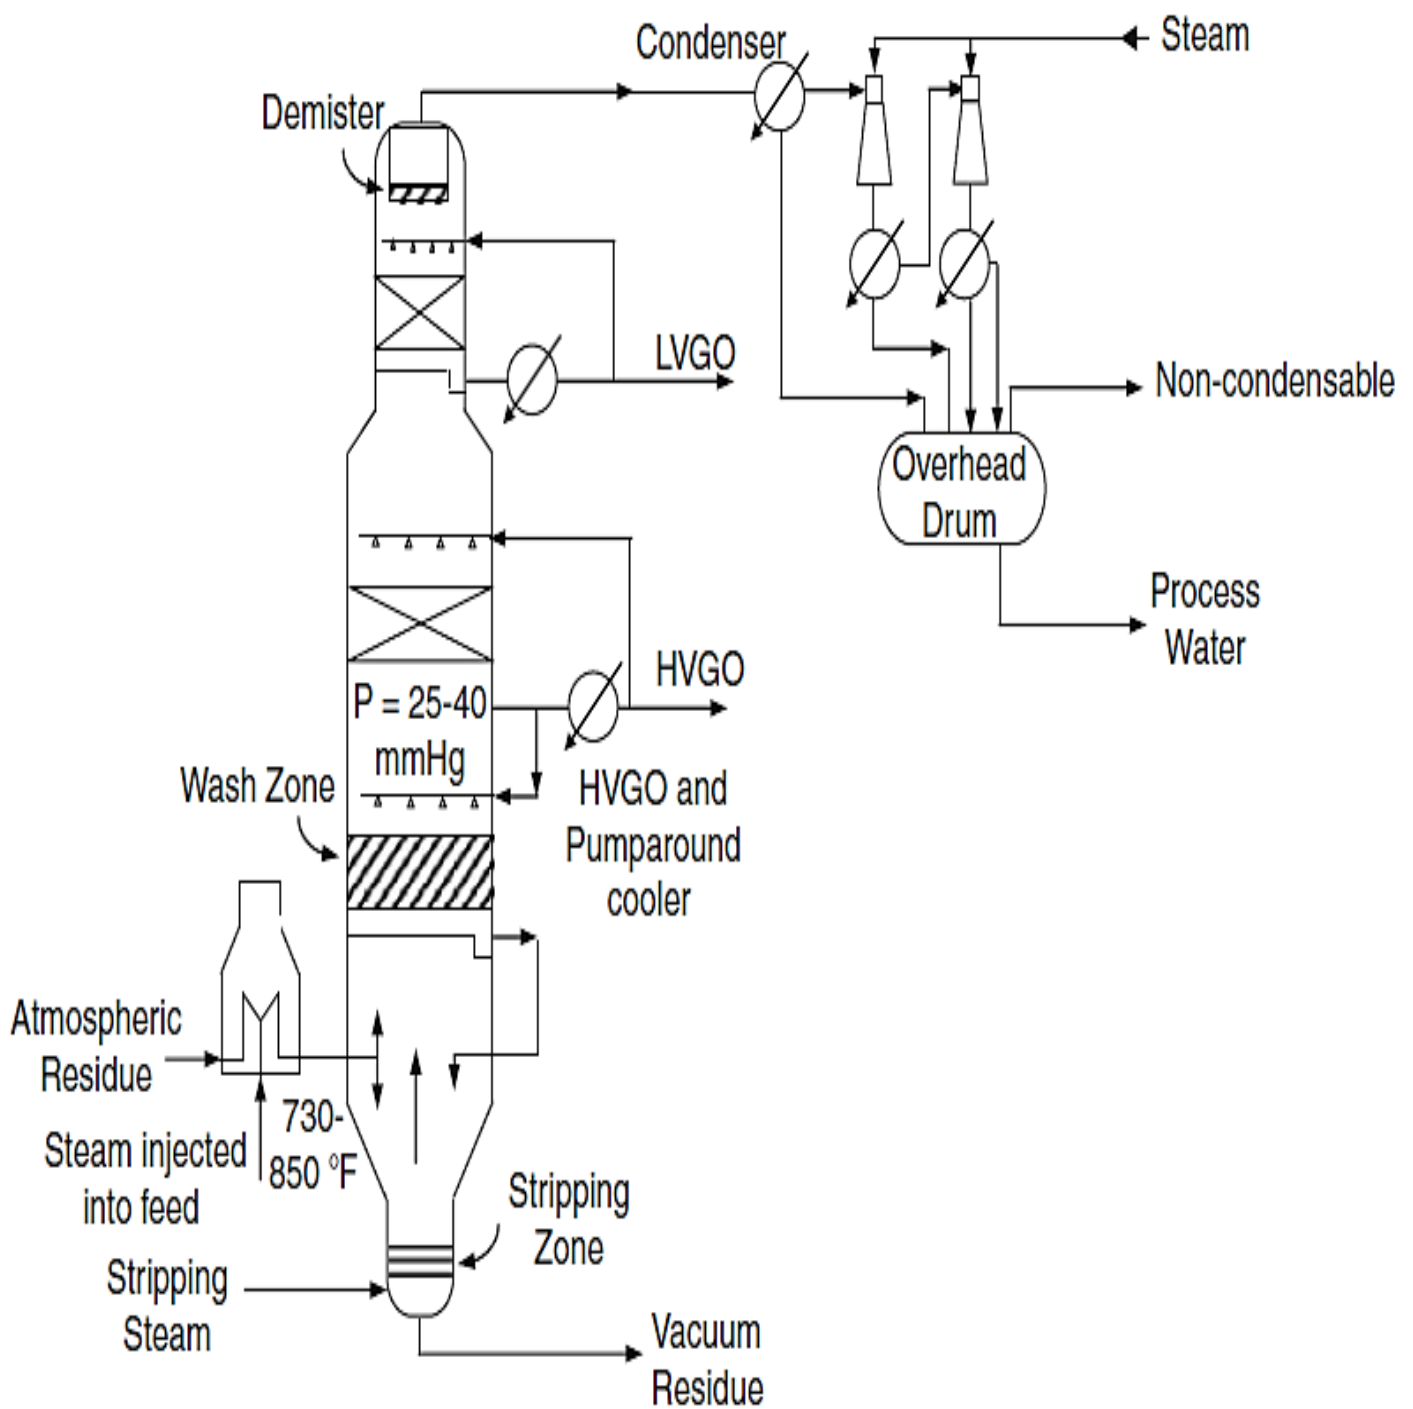 Condenser
Steam
Demister
LVGO
Non-condensable
Overhead
Drum
Process
Water
HVGO
P = 25-40
mmHg
Wash Zone
HVGO and
Pumparound
cooler
Atmospheric
Residue
730-
850 °F
Steam injected
into feed
Stripping
Zone
Stripping
Steam
Vacuum
Residue